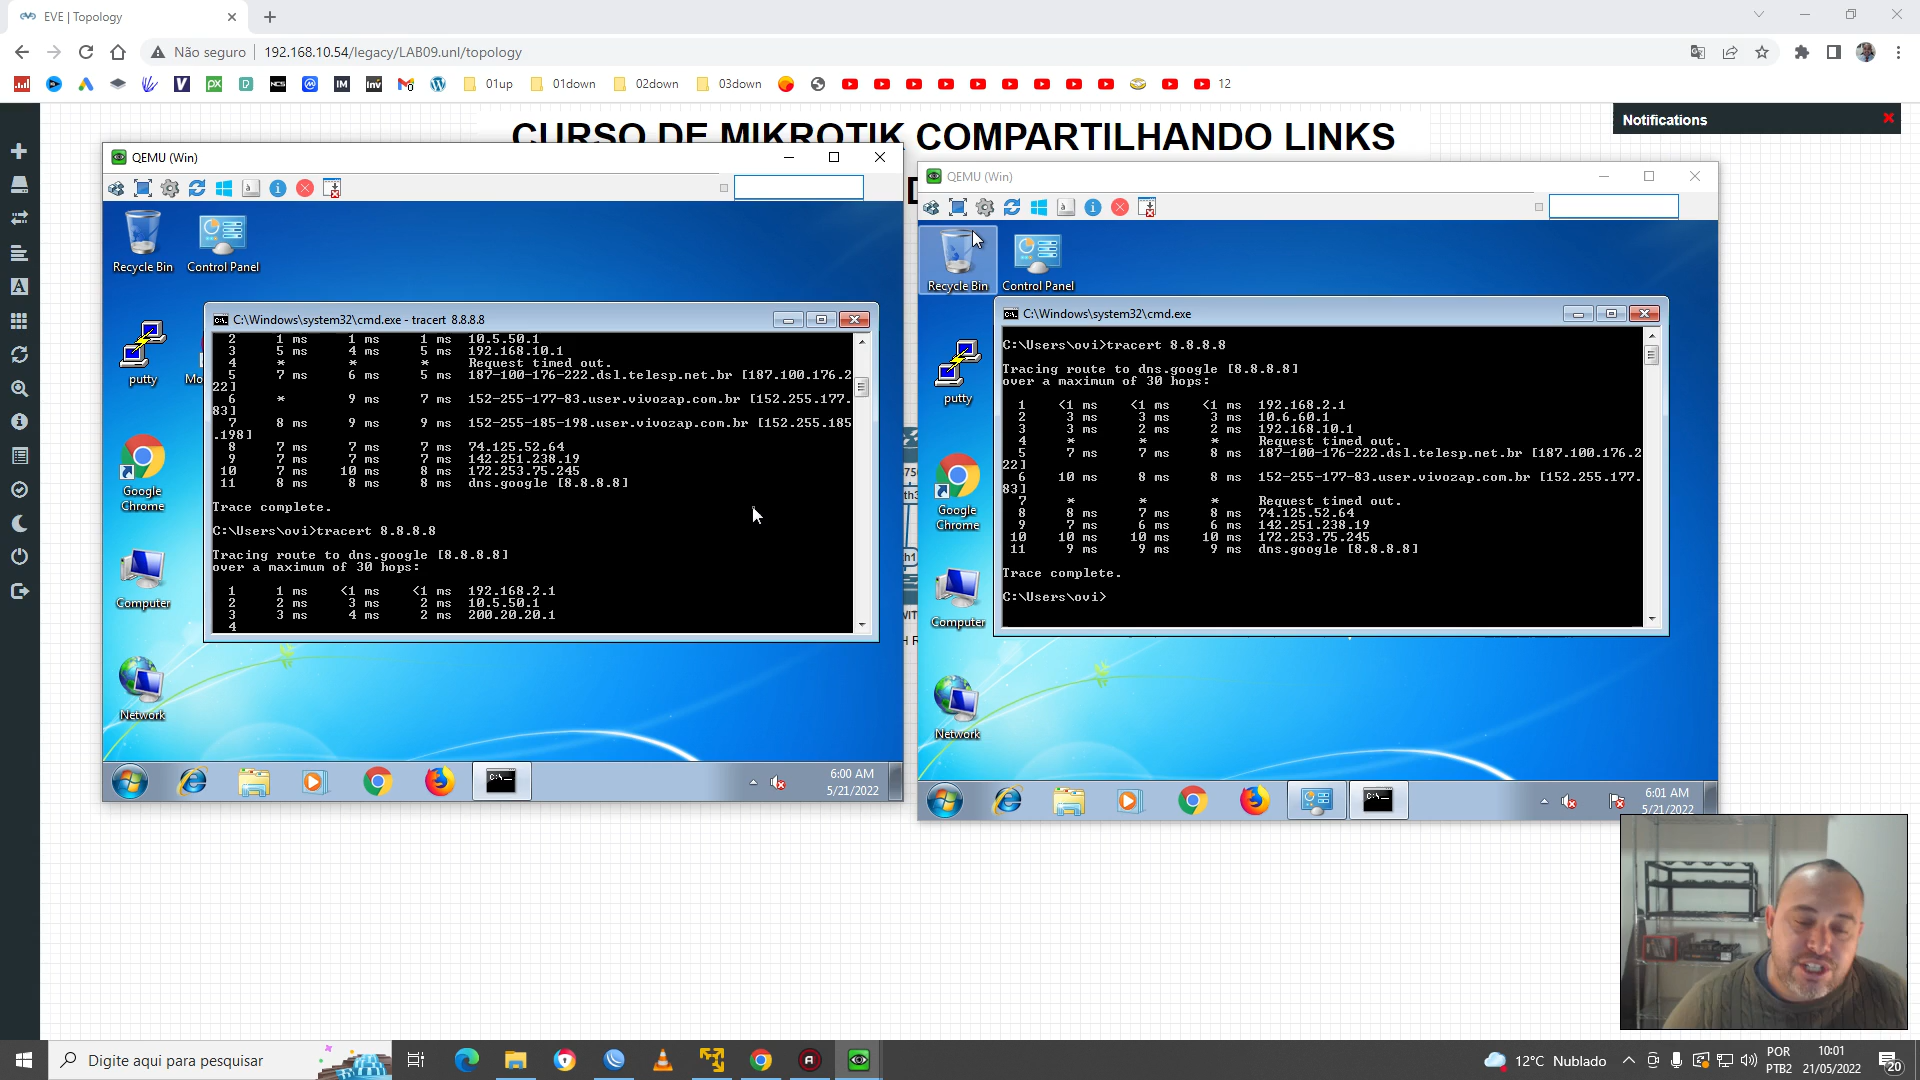 EVE | Topology
Não seguro
192.168.10.54/legacy/LAB09.unl/topology
01up
01down
02down
03down
12
CURSO DE MIKROTIK COMPARTILHANDO LINKS
Notifications
QEMU (Win)
Recycle Bin
Control Panel
putty
Google Chrome
Computer
Network
C:\Windows\system32\cmd.exe - tracert 8.8.8.8
2 1 ms 1 ms 1 ms 10.5.50.1
3 5 ms 4 ms 5 ms 192.168.10.1
4 * * * Request timed out.
5 7 ms 6 ms 5 ms 187-100-176-222.dsl.telesp.net.br [187.100.176.2
22]
6 * 9 ms 7 ms 152-255-177-83.user.vivozap.com.br [152.255.177.
83]
7 8 ms 9 ms 9 ms 152-255-185-198.user.vivozap.com.br [152.255.185
.198]
8 7 ms 7 ms 7 ms 74.125.52.64
9 7 ms 7 ms 7 ms 142.251.238.19
10 7 ms 10 ms 8 ms 172.253.75.245
11 8 ms 8 ms 8 ms dns.google [8.8.8.8]
Trace complete.
C:\Users\ovi>tracert 8.8.8.8
Tracing route to dns.google [8.8.8.8]
over a maximum of 30 hops:
1 1 ms <1 ms <1 ms 192.168.2.1
2 2 ms 3 ms 2 ms 10.5.50.1
3 3 ms 4 ms 2 ms 200.20.20.1
4
6:00 AM
5/21/2022
QEMU (Win)
Recycle Bin
Control Panel
putty
Google Chrome
Computer
Network
C:\Windows\system32\cmd.exe
C:\Users\ovi>tracert 8.8.8.8
Tracing route to dns.google [8.8.8.8]
over a maximum of 30 hops:
1 <1 ms <1 ms <1 ms 192.168.2.1
2 3 ms 3 ms 3 ms 10.6.60.1
3 3 ms 2 ms 2 ms 192.168.10.1
4 * * * Request timed out.
5 7 ms 7 ms 8 ms 187-100-176-222.dsl.telesp.net.br [187.100.176.2
22]
6 10 ms 8 ms 8 ms 152-255-177-83.user.vivozap.com.br [152.255.177.
83]
7 * * * Request timed out.
8 8 ms 7 ms 8 ms 74.125.52.64
9 7 ms 6 ms 6 ms 142.251.238.19
10 10 ms 10 ms 10 ms 172.253.75.245
11 9 ms 9 ms 9 ms dns.google [8.8.8.8]
Trace complete.
C:\Users\ovi>
6:01 AM
5/21/2022
Digite aqui para pesquisar
12°C Nublado
POR
PTB2
10:01
21/05/2022
20